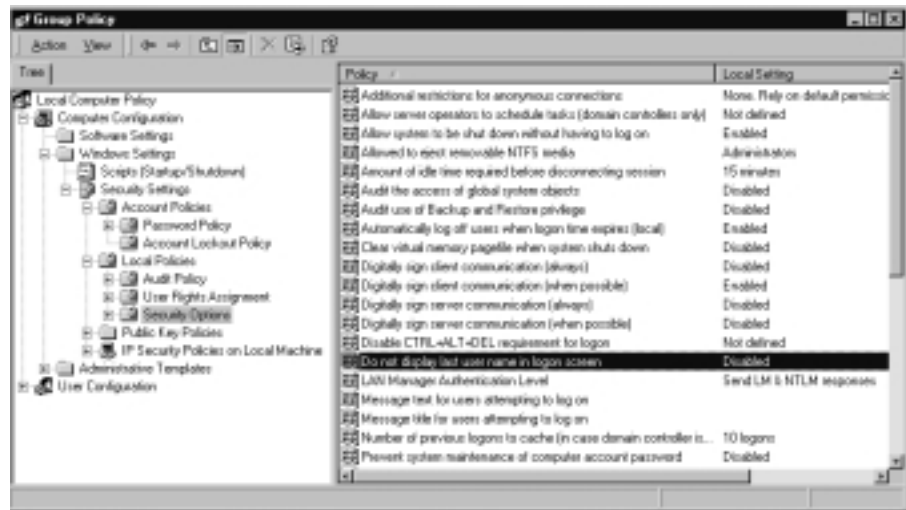 Group Policy
Action View
Tree
Local Computer Policy
Computer Configuration
Software Settings
Windows Settings
Scripts (Startup/Shutdown)
Security Settings
Account Policies
Password Policy
Account Lockout Policy
Local Policies
Audit Policy
User Rights Assignment
Security Options
Public Key Policies
IP Security Policies on Local Machine
Administrative Templates
User Configuration
Policy Local Setting
Additional restrictions for anonymous connections None. Rely on default permissic
Allow server operators to schedule tasks (domain controllers only) Not defined
Allow system to be shut down without having to log on Enabled
Allowed to eject removable NTFS media Administrators
Amount of idle time required before disconnecting session 15 minutes
Audit the access of global system objects Disabled
Audit use of Backup and Restore privilege Disabled
Automatically log off users when logon time expires (local) Enabled
Clear virtual memory pagefile when system shuts down Disabled
Digitally sign client communication (always) Disabled
Digitally sign client communication (when possible) Enabled
Digitally sign server communication (always) Disabled
Digitally sign server communication (when possible) Disabled
Disable CTRL+ALT+DEL requirement for logon Not defined
Do not display last user name in logon screen Disabled
LAN Manager Authentication Level Send LM & NTLM responses
Message text for users attempting to log on
Message title for users attempting to log on
Number of previous logons to cache (in case domain controller is... 10 logons
Prevent system maintenance of computer account password Disabled